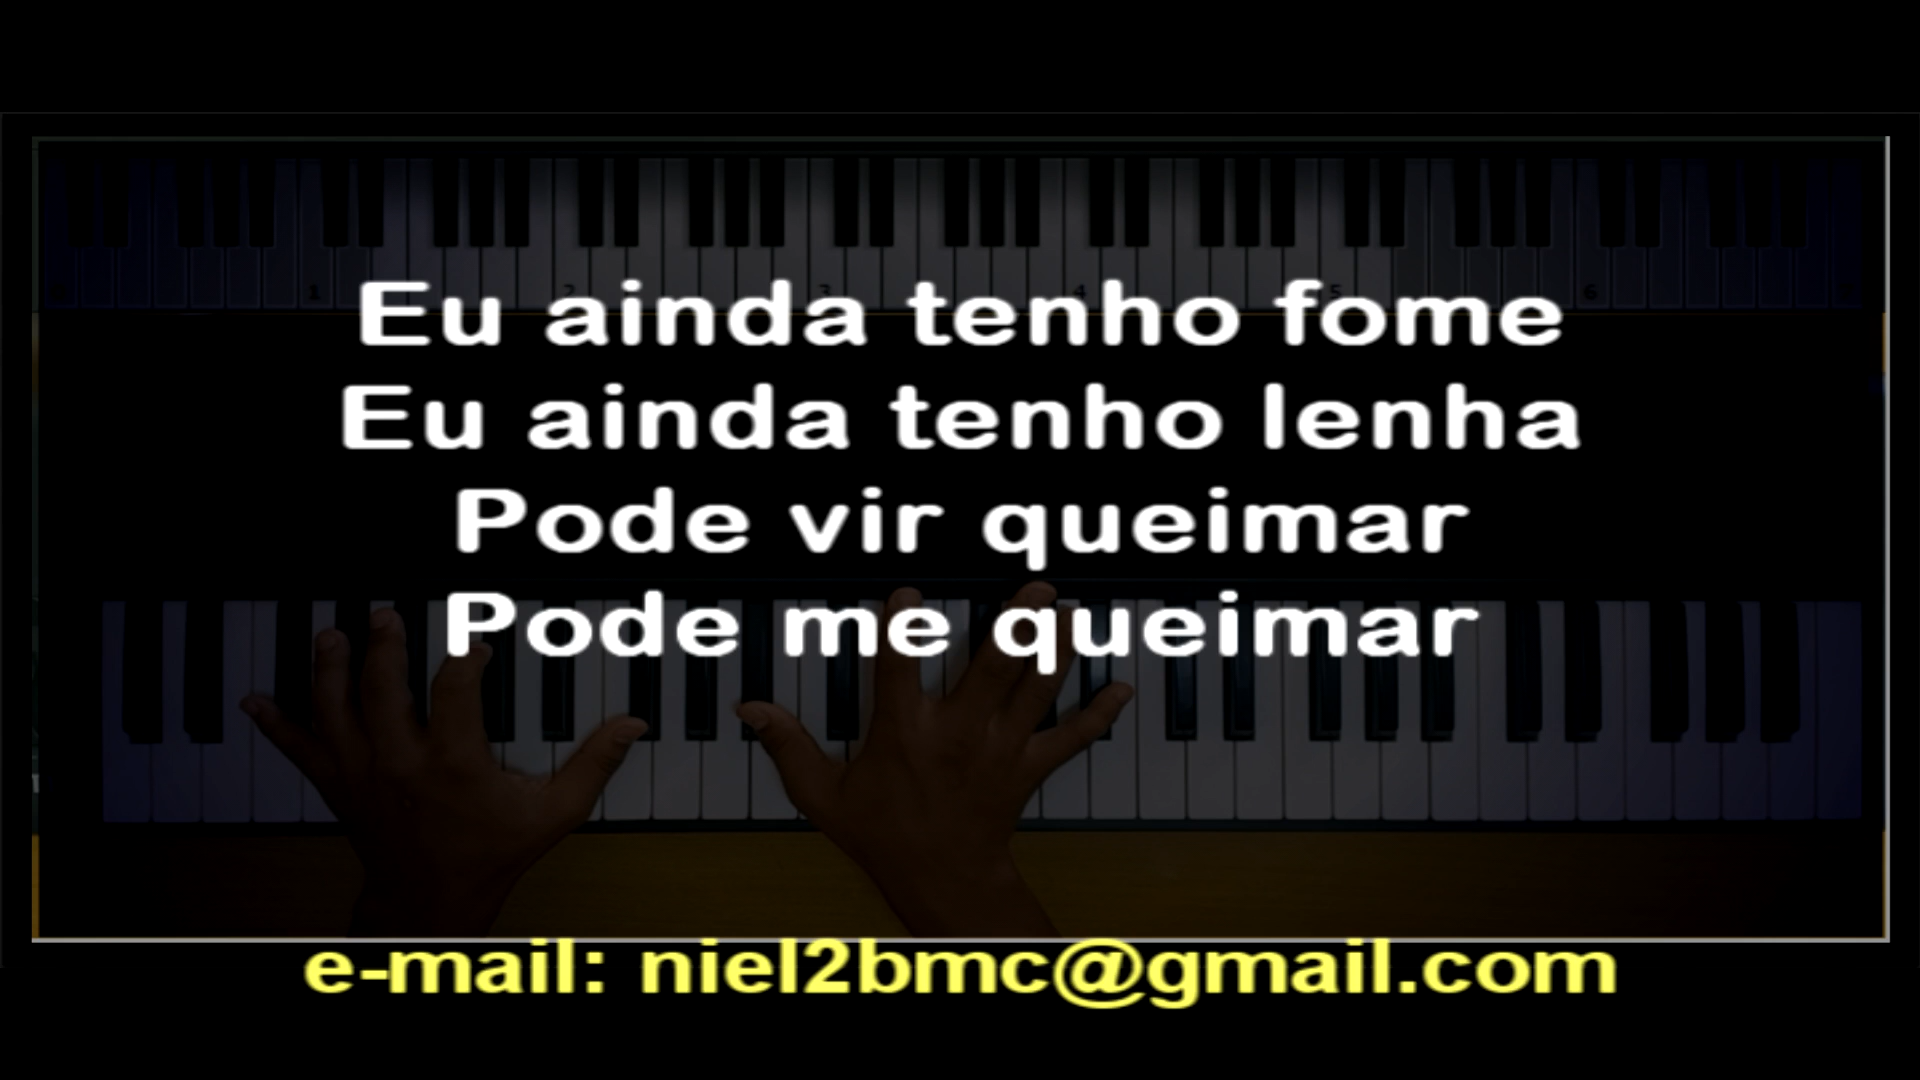 Eu ainda tenho fome
Eu ainda tenho lenha
Pode vir queimar
Pode me queimar
e-mail: niel2bmc@gmail.com